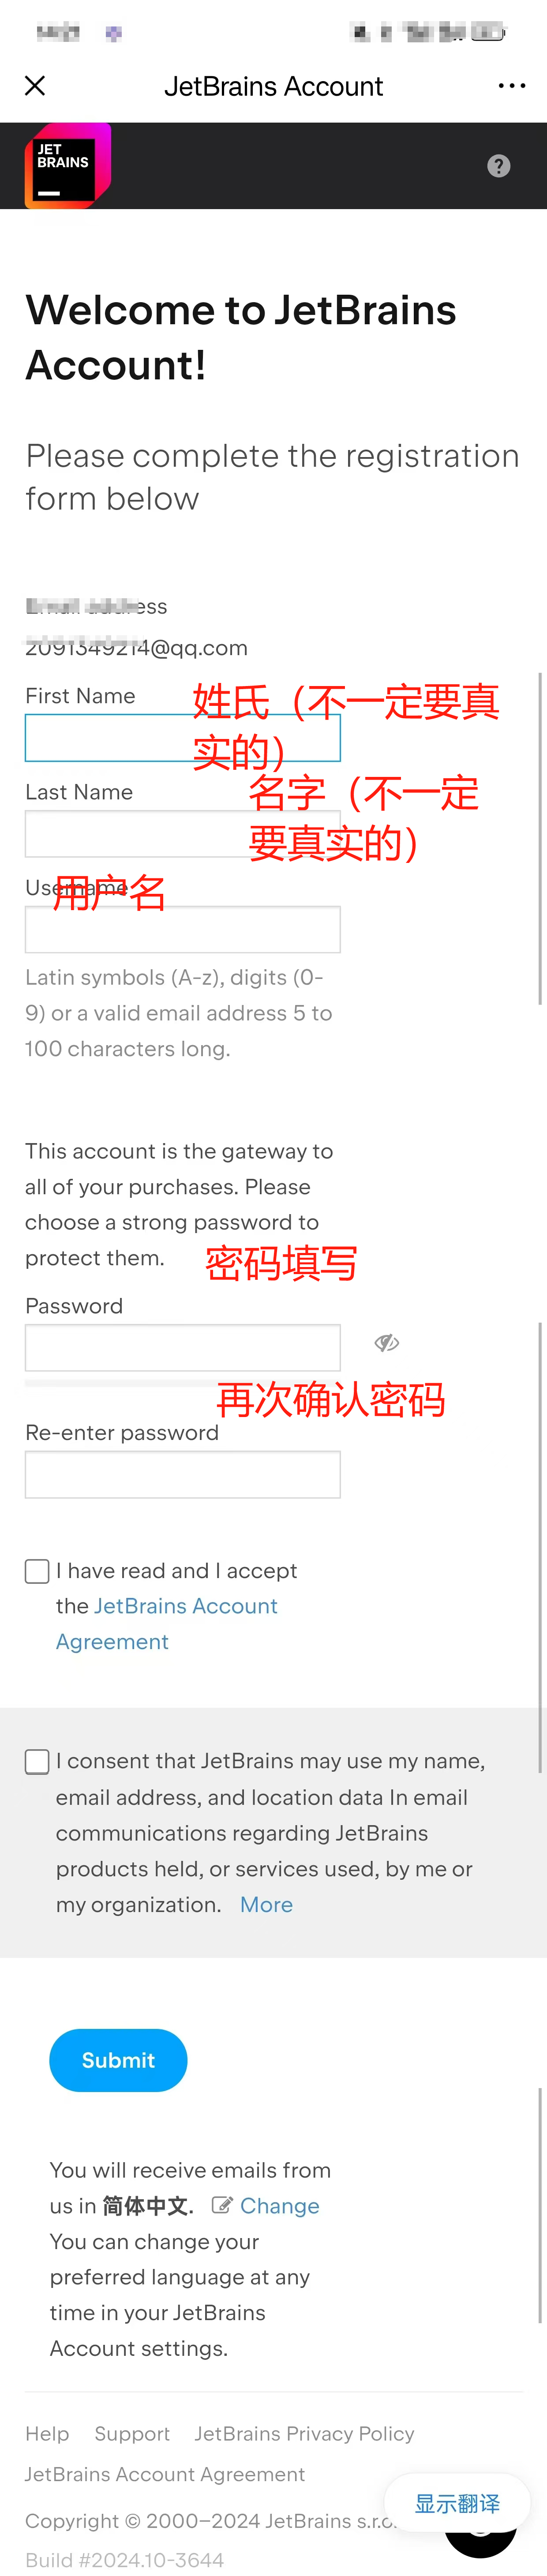 JetBrains Account
JET
BRAINS
Welcome to JetBrains
Account!
Please complete the registration
form below
Email address
@qq.com
First Name
姓氏（不一定要真
实的）
Last Name
名字（不一定
要真实的）
Username
用户名
Latin symbols (A-z), digits (0-
9) or a valid email address 5 to
100 characters long.
This account is the gateway to
all of your purchases. Please
choose a strong password to
protect them.
密码填写
Password
再次确认密码
Re-enter password
I have read and I accept
the JetBrains Account
Agreement
I consent that JetBrains may use my name,
email address, and location data In email
communications regarding JetBrains
products held, or services used, by me or
my organization. More
Submit
You will receive emails from
us in 简体中文. Change
You can change your
preferred language at any
time in your JetBrains
Account settings.
Help Support JetBrains Privacy Policy
JetBrains Account Agreement
显示翻译
Copyright © 2000–2024 JetBrains s.r.o.
Build #2024.10-3644